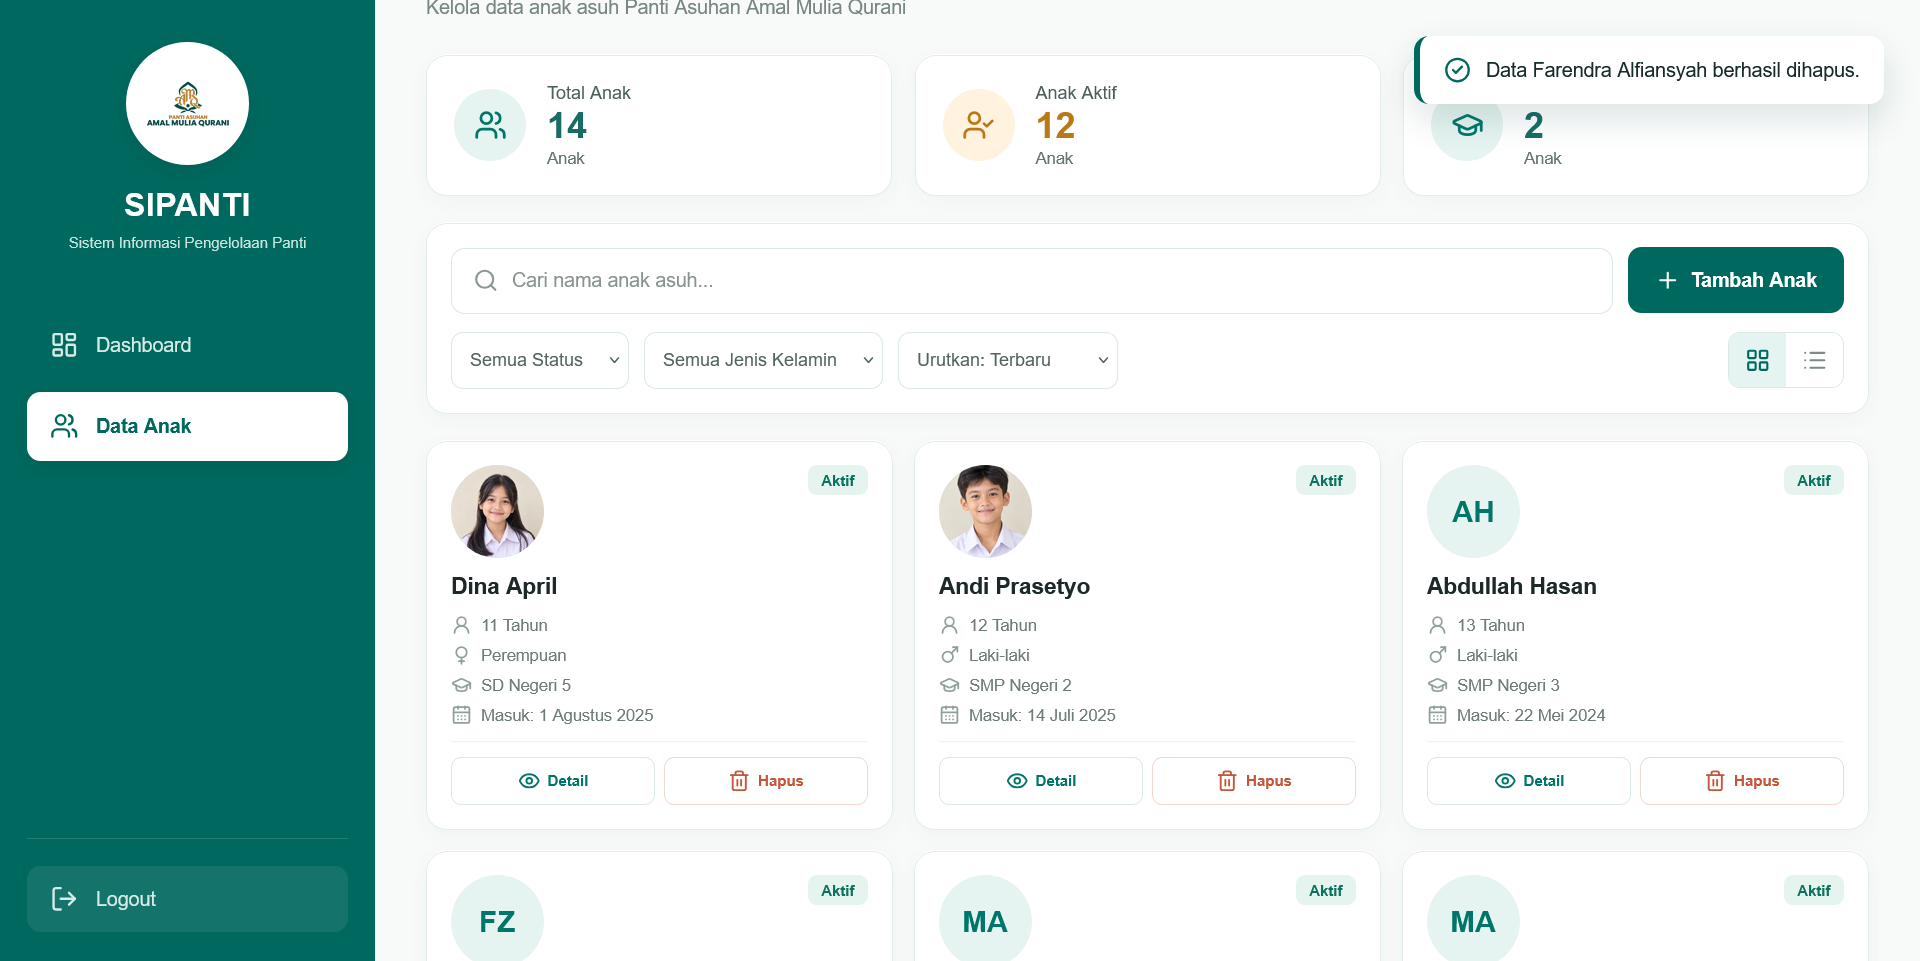 PANTI ASUHAN
AMAL MULIA QURANI
SIPANTI
Sistem Informasi Pengelolaan Panti
Dashboard
Data Anak
Logout
Kelola data anak asuh Panti Asuhan Amal Mulia Qurani
Data Farendra Alfiansyah berhasil dihapus.
Total Anak
14
Anak
Anak Aktif
12
Anak
2
Anak
Cari nama anak asuh...
Tambah Anak
Semua Status
Semua Jenis Kelamin
Urutkan: Terbaru
Aktif
Dina April
11 Tahun
Perempuan
SD Negeri 5
Masuk: 1 Agustus 2025
Detail
Hapus
Aktif
Andi Prasetyo
12 Tahun
Laki-laki
SMP Negeri 2
Masuk: 14 Juli 2025
Detail
Hapus
AH
Aktif
Abdullah Hasan
13 Tahun
Laki-laki
SMP Negeri 3
Masuk: 22 Mei 2024
Detail
Hapus
FZ
Aktif
MA
Aktif
MA
Aktif